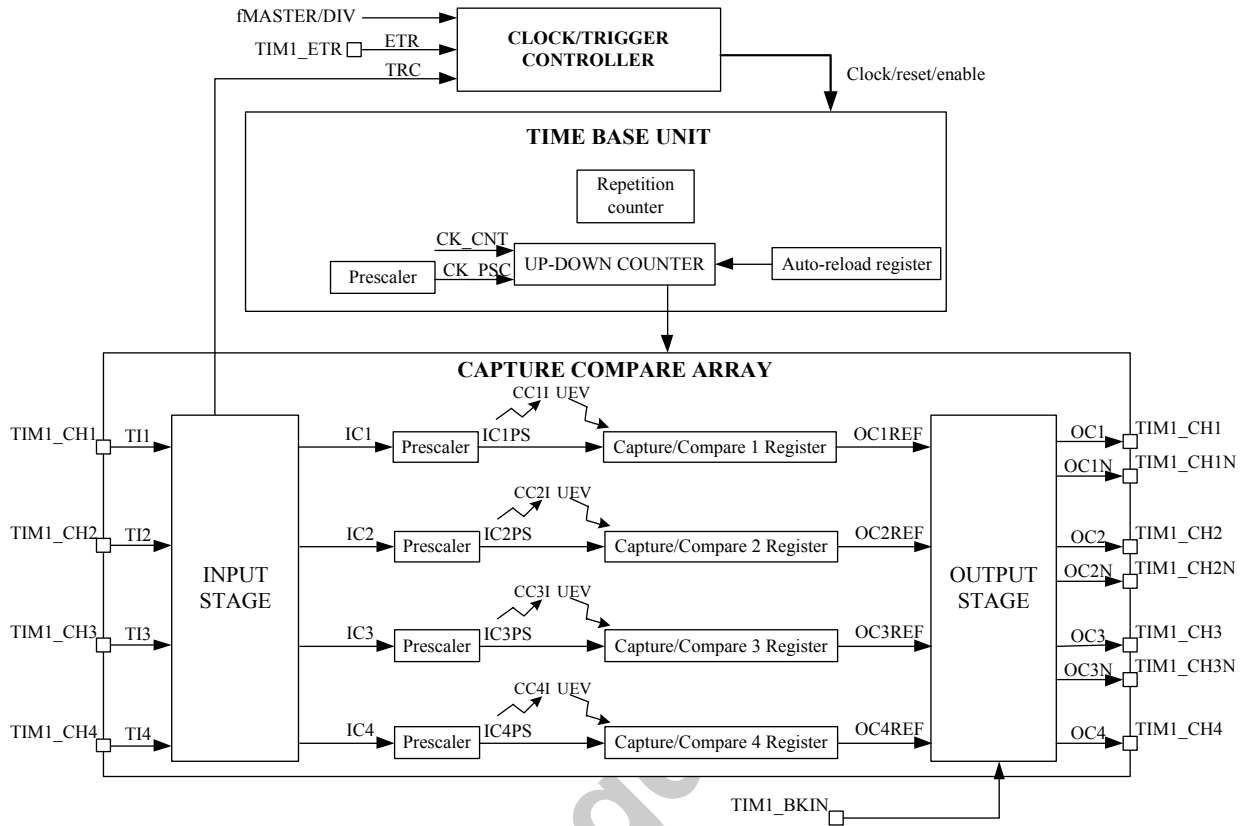 fMASTER/DIV
TIM1_ETR
ETR
TRC
CLOCK/TRIGGER
CONTROLLER
Clock/reset/enable
TIME BASE UNIT
Repetition
counter
CK_CNT
Prescaler
CK_PSC
UP-DOWN COUNTER
Auto-reload register
CAPTURE COMPARE ARRAY
TIM1_CH1
TI1
IC1
Prescaler
IC1PS
CC1I UEV
Capture/Compare 1 Register
OC1REF
OC1
TIM1_CH1
OC1N
TIM1_CH1N
TIM1_CH2
TI2
IC2
Prescaler
IC2PS
CC2I UEV
Capture/Compare 2 Register
OC2REF
OC2
TIM1_CH2
OC2N
TIM1_CH2N
INPUT
STAGE
OUTPUT
STAGE
TIM1_CH3
TI3
IC3
Prescaler
IC3PS
CC3I UEV
Capture/Compare 3 Register
OC3REF
OC3
TIM1_CH3
OC3N
TIM1_CH3N
TIM1_CH4
TI4
IC4
Prescaler
IC4PS
CC4I UEV
Capture/Compare 4 Register
OC4REF
OC4
TIM1_CH4
TIM1_BKIN